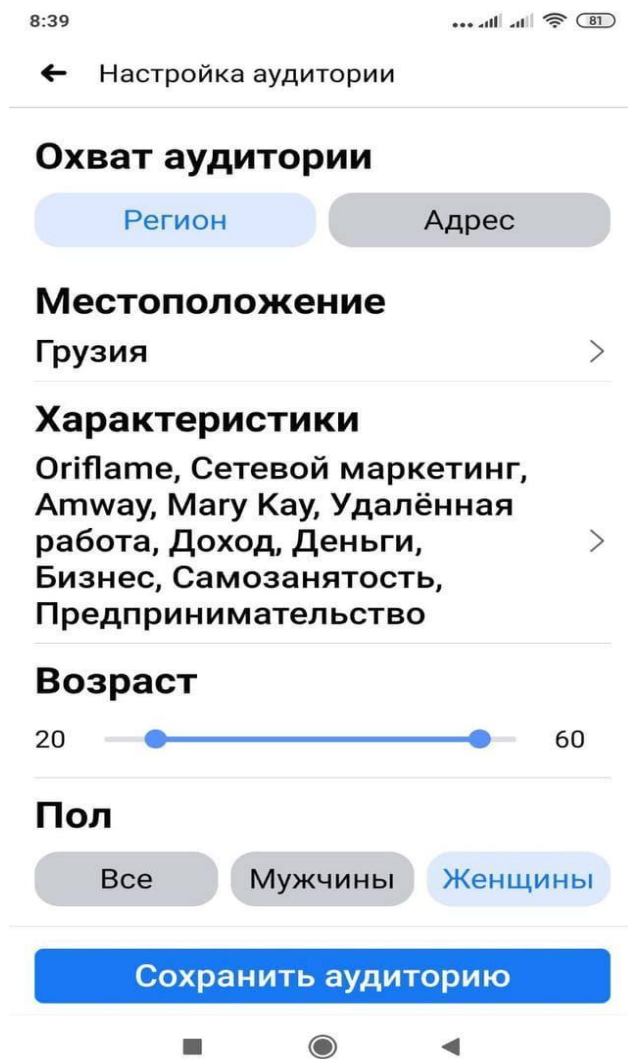 8:39
81
Настройка аудитории
Охват аудитории
Регион
Адрес
Местоположение
Грузия
Характеристики
Oriflame, Сетевой маркетинг,
Amway, Mary Kay, Удалённая
работа, Доход, Деньги,
Бизнес, Самозанятость,
Предпринимательство
Возраст
20
60
Пол
Все
Мужчины
Женщины
Сохранить аудиторию